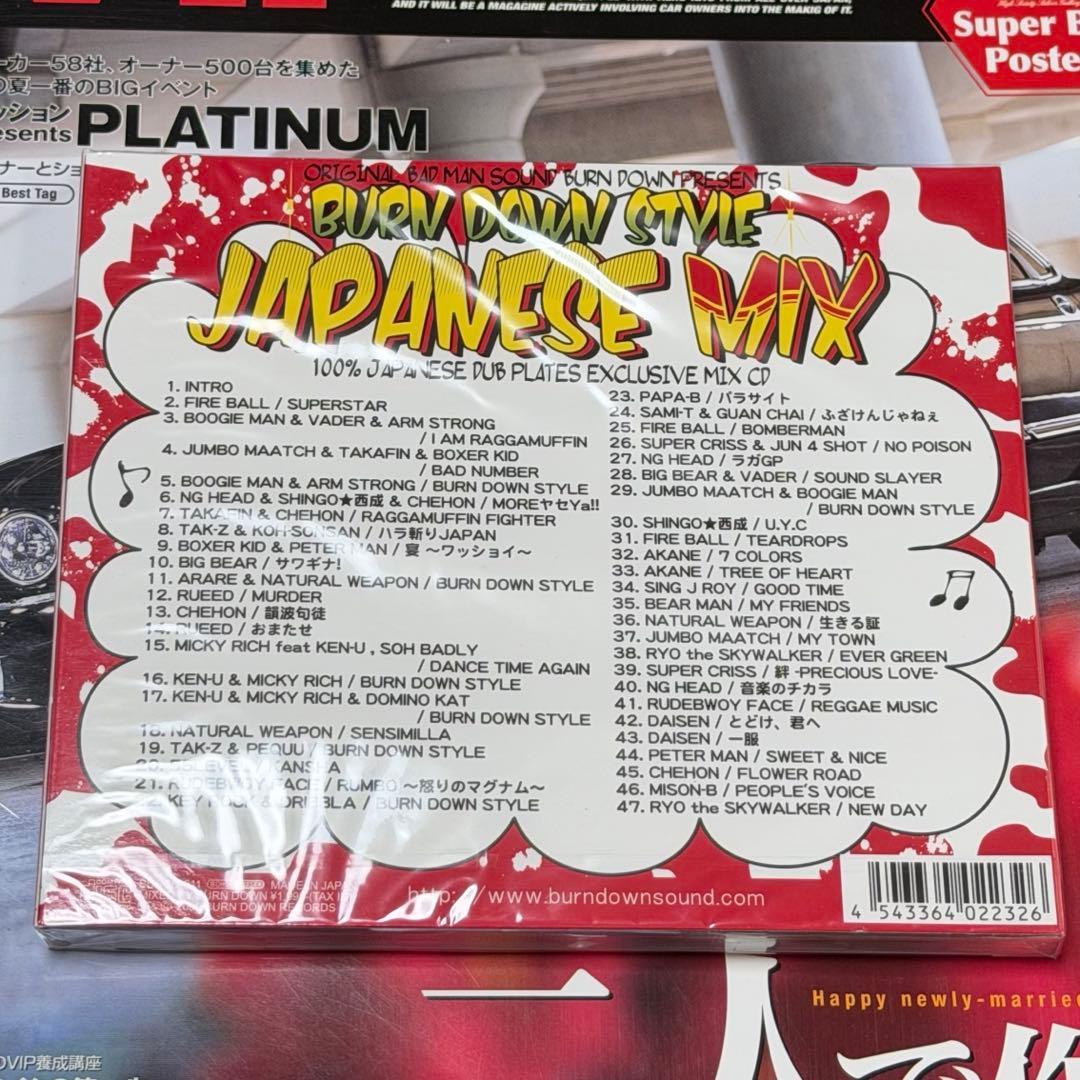 AND IT WILL BE A MAGAGINE ACTIVELY INVOLVING CAR OWNERS INTO THE MAKIG OF IT.
Super
Poste
ーカー58社、オーナー500台を集めた
の夏一番のBIGイベント
ッション
esents PLATINUM
ナーとショ
Best Tag
ORIGINAL BAD MAN SOUND BURN DOWN PRESENTS
BURN DOWN STYLE
JAPANESE MIX
100% JAPANESE DUB PLATES EXCLUSIVE MIX CD
1. INTRO
2. FIRE BALL / SUPERSTAR
3. BOOGIE MAN & VADER & ARM STRONG
/ I AM RAGGAMUFFIN
4. JUMBO MAATCH & TAKAFIN & BOXER KID
/ BAD NUMBER
5. BOOGIE MAN & ARM STRONG / BURN DOWN STYLE
6. NG HEAD & SHINGO★西成 & CHEHON / MOREヤセYa!!
7. TAKAFIN & CHEHON / RAGGAMUFFIN FIGHTER
8. TAK-Z & KOH-SONSAN / ハラ斬りJAPAN
9. BOXER KID & PETER MAN / 宴 ～ワッショイ～
10. BIG BEAR / サワギナ!
11. ARARE & NATURAL WEAPON / BURN DOWN STYLE
12. RUEED / MURDER
13. CHEHON / 韻波句徒
14. RUEED / おまたせ
15. MICKY RICH feat KEN-U , SOH BADLY
/ DANCE TIME AGAIN
16. KEN-U & MICKY RICH / BURN DOWN STYLE
17. KEN-U & MICKY RICH & DOMINO KAT
/ BURN DOWN STYLE
18. NATURAL WEAPON / SENSIMILLA
19. TAK-Z & PEQUU / BURN DOWN STYLE
20. 55LEVEL / KANSHA
21. RUDEBWOY FACE / RUMBO ～怒りのマグナム～
22. KEY ROCK & DRIBBLA / BURN DOWN STYLE
23. PAPA-B / パラサイト
24. SAMI-T & GUAN CHAI / ふざけんじゃねぇ
25. FIRE BALL / BOMBERMAN
26. SUPER CRISS & JUN 4 SHOT / NO POISON
27. NG HEAD / ラガGP
28. BIG BEAR & VADER / SOUND SLAYER
29. JUMBO MAATCH & BOOGIE MAN
/ BURN DOWN STYLE
30. SHINGO★西成 / U.Y.C
31. FIRE BALL / TEARDROPS
32. AKANE / 7 COLORS
33. AKANE / TREE OF HEART
34. SING J ROY / GOOD TIME
35. BEAR MAN / MY FRIENDS
36. NATURAL WEAPON / 生きる証
37. JUMBO MAATCH / MY TOWN
38. RYO the SKYWALKER / EVER GREEN
39. SUPER CRISS / 絆 -PRECIOUS LOVE-
40. NG HEAD / 音楽のチカラ
41. RUDEBWOY FACE / REGGAE MUSIC
42. DAISEN / とどけ、君へ
43. DAISEN / 一服
44. PETER MAN / SWEET & NICE
45. CHEHON / FLOWER ROAD
46. MISON-B / PEOPLE'S VOICE
47. RYO the SKYWALKER / NEW DAY
MADE IN JAPAN
BURN DOWN
BURN DOWN RECORDS
http://www.burndownsound.com
4 543364 022326
Happy newly-married
一人で
VIP養成講座